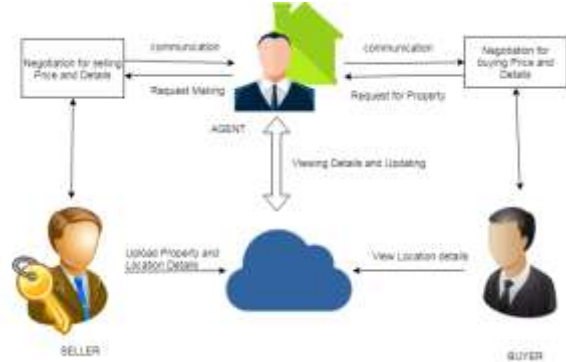 communication
communication
Negotiation for selling
Price and Details
Negotiation for
buying Price and
Details
Request Making
Request for Property
AGENT
Viewing Details and Updating
Upload Property and
Location Details
View Location details
SELLER
BUYER